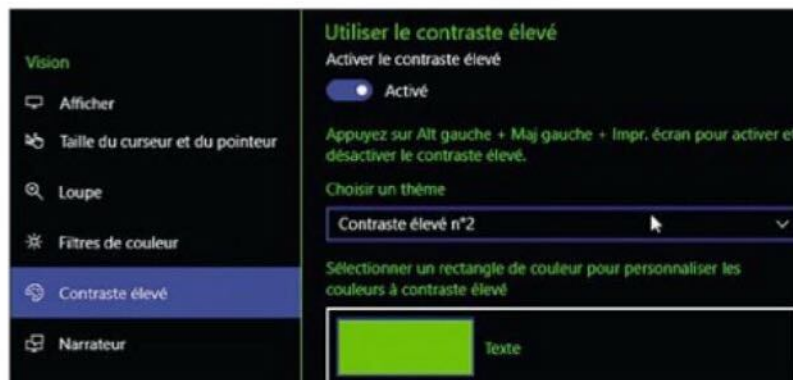 Vision
Afficher
Taille du curseur et du pointeur
Loupe
Filtres de couleur
Contraste élevé
Narrateur
Utiliser le contraste élevé
Activer le contraste élevé
Activé
Appuyez sur Alt gauche + Maj gauche + Impr. écran pour activer et
désactiver le contraste élevé.
Choisir un thème
Contraste élevé n°2
Sélectionner un rectangle de couleur pour personnaliser les
couleurs à contraste élevé
Texte